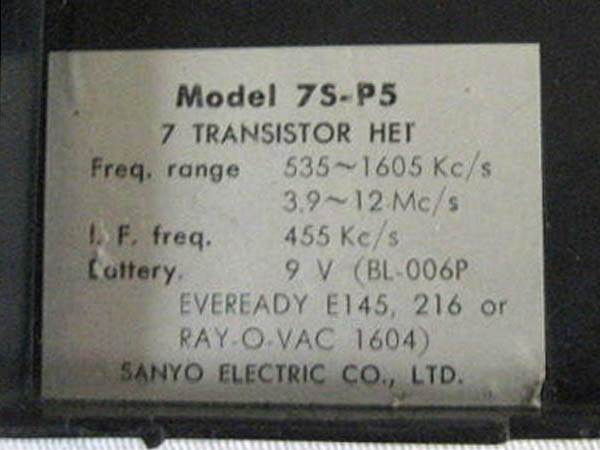 Model 7S-P5
7 TRANSISTOR HET
Freq. range 535~1605 Kc/s
3.9~12 Mc/s
I. F. freq. 455 Kc/s
Battery. 9 V (BL-006P
EVEREADY E145, 216 or
RAY-O-VAC 1604)
SANYO ELECTRIC CO., LTD.